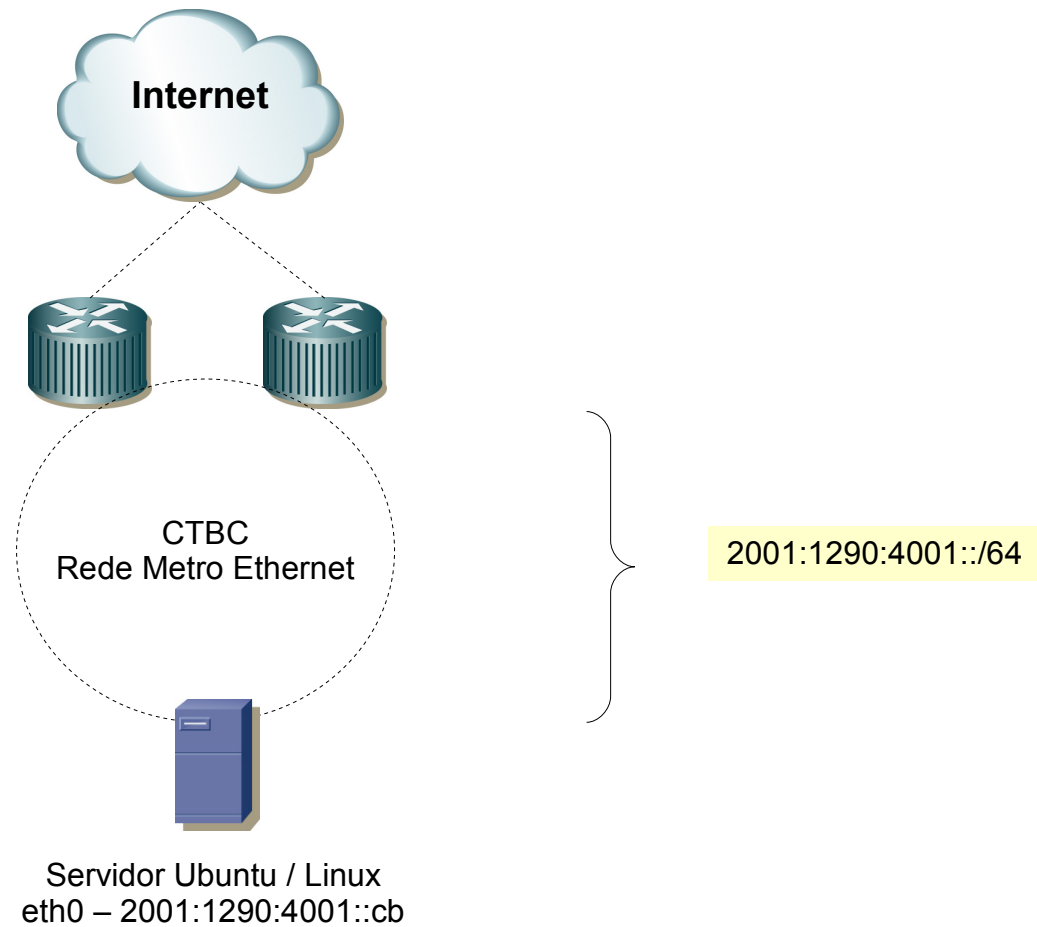 Internet
CTBC
Rede Metro Ethernet
2001:1290:4001::/64
Servidor Ubuntu / Linux
eth0 – 2001:1290:4001::cb